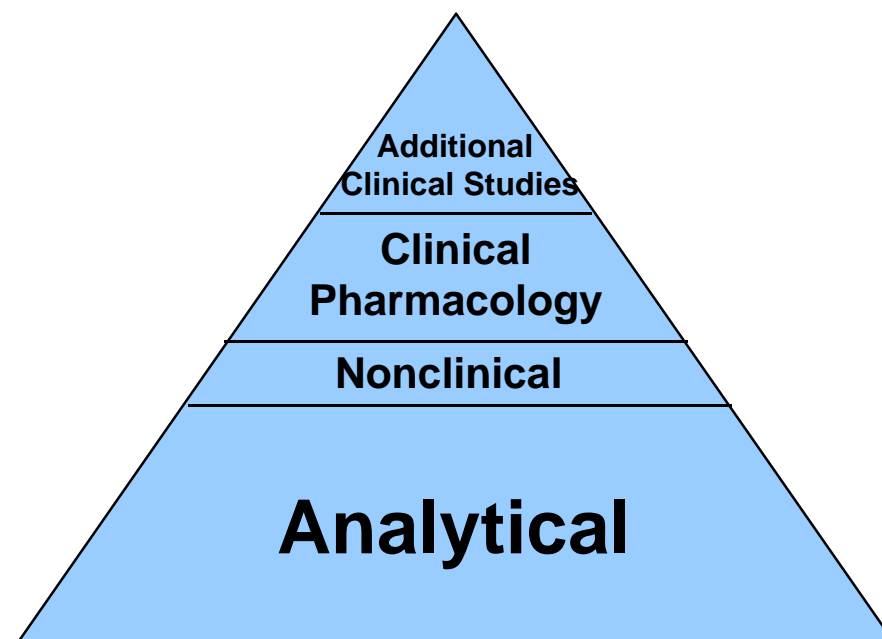 Additional
Clinical Studies
Clinical
Pharmacology
Nonclinical
Analytical